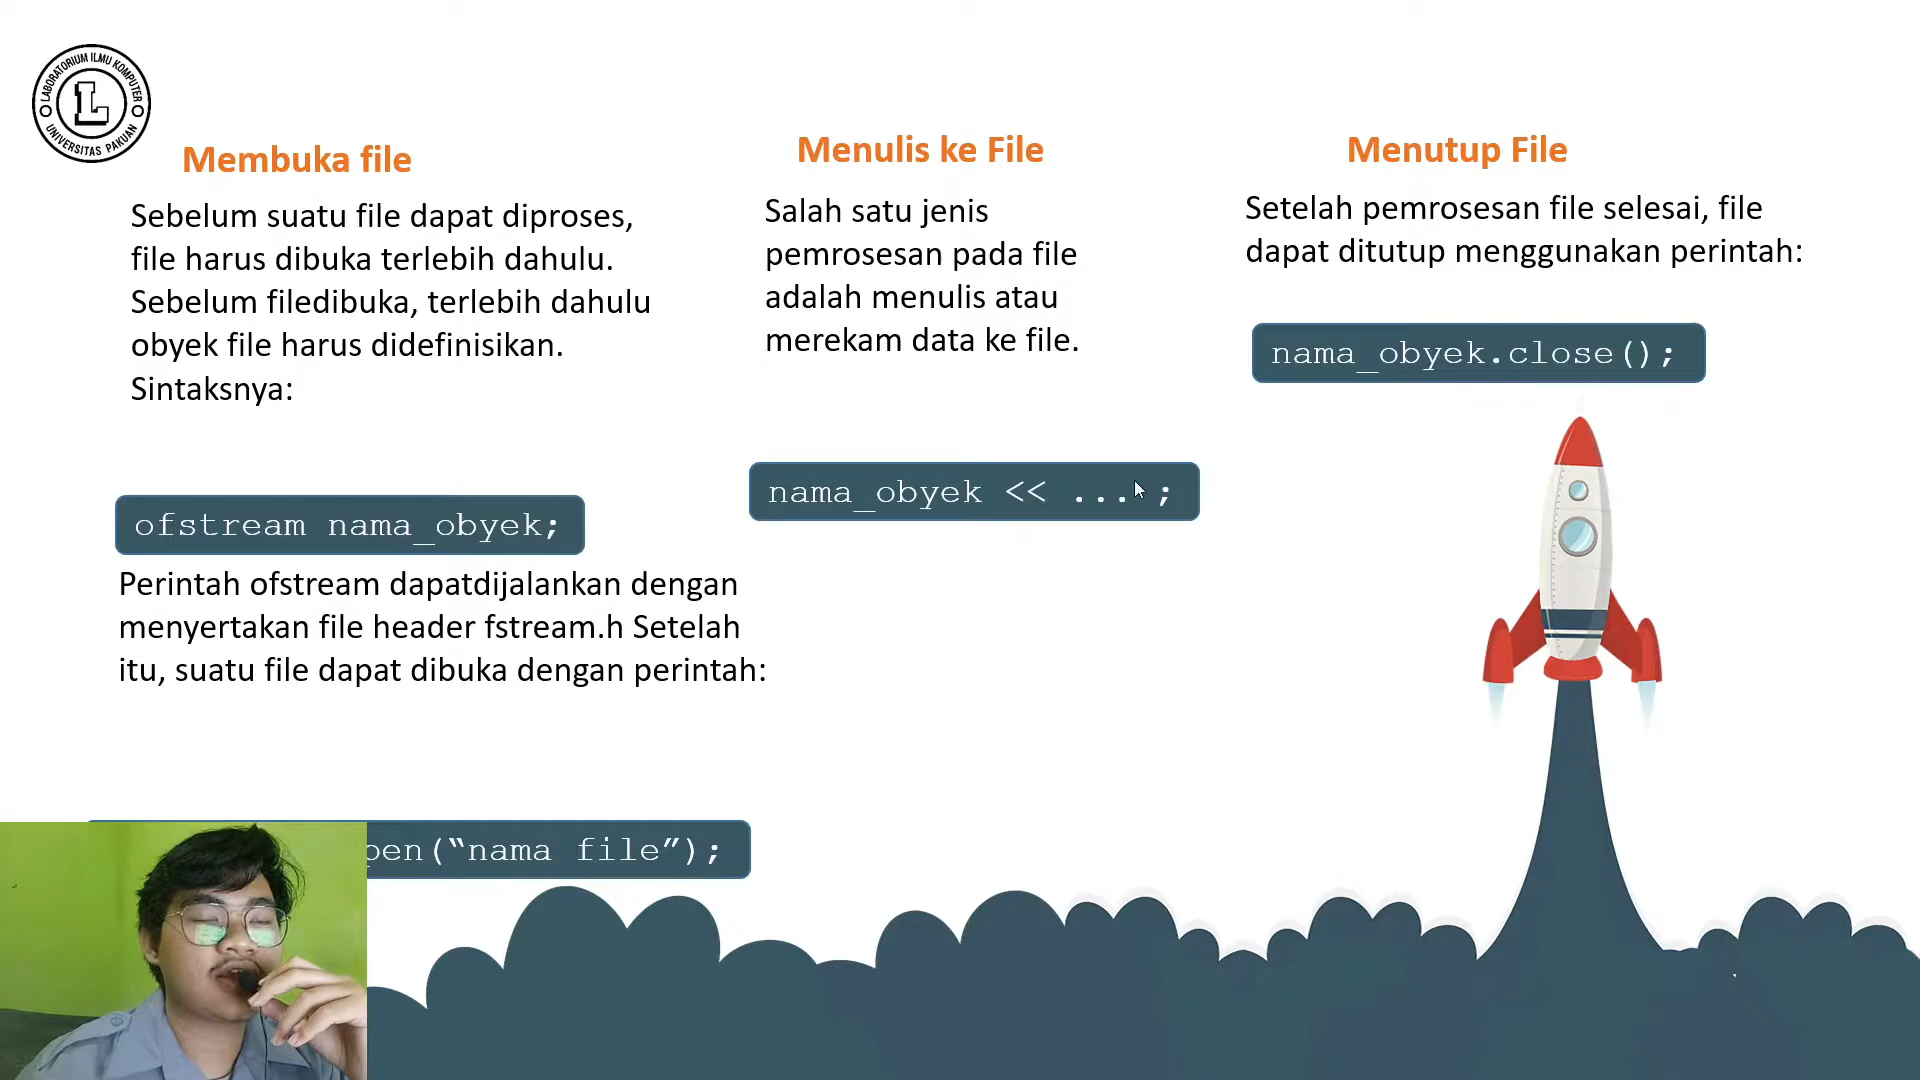 LABORATORIUM ILMU KOMPUTER
L
UNIVERSITAS PAKUAN
Membuka file
Sebelum suatu file dapat diproses,
file harus dibuka terlebih dahulu.
Sebelum filedibuka, terlebih dahulu
obyek file harus didefinisikan.
Sintaksnya:
ofstream nama_obyek;
Perintah ofstream dapatdijalankan dengan
menyertakan file header fstream.h Setelah
itu, suatu file dapat dibuka dengan perintah:
pen(“nama file”);
Menulis ke File
Salah satu jenis
pemrosesan pada file
adalah menulis atau
merekam data ke file.
nama_obyek << ... ;
Menutup File
Setelah pemrosesan file selesai, file
dapat ditutup menggunakan perintah:
nama_obyek.close();